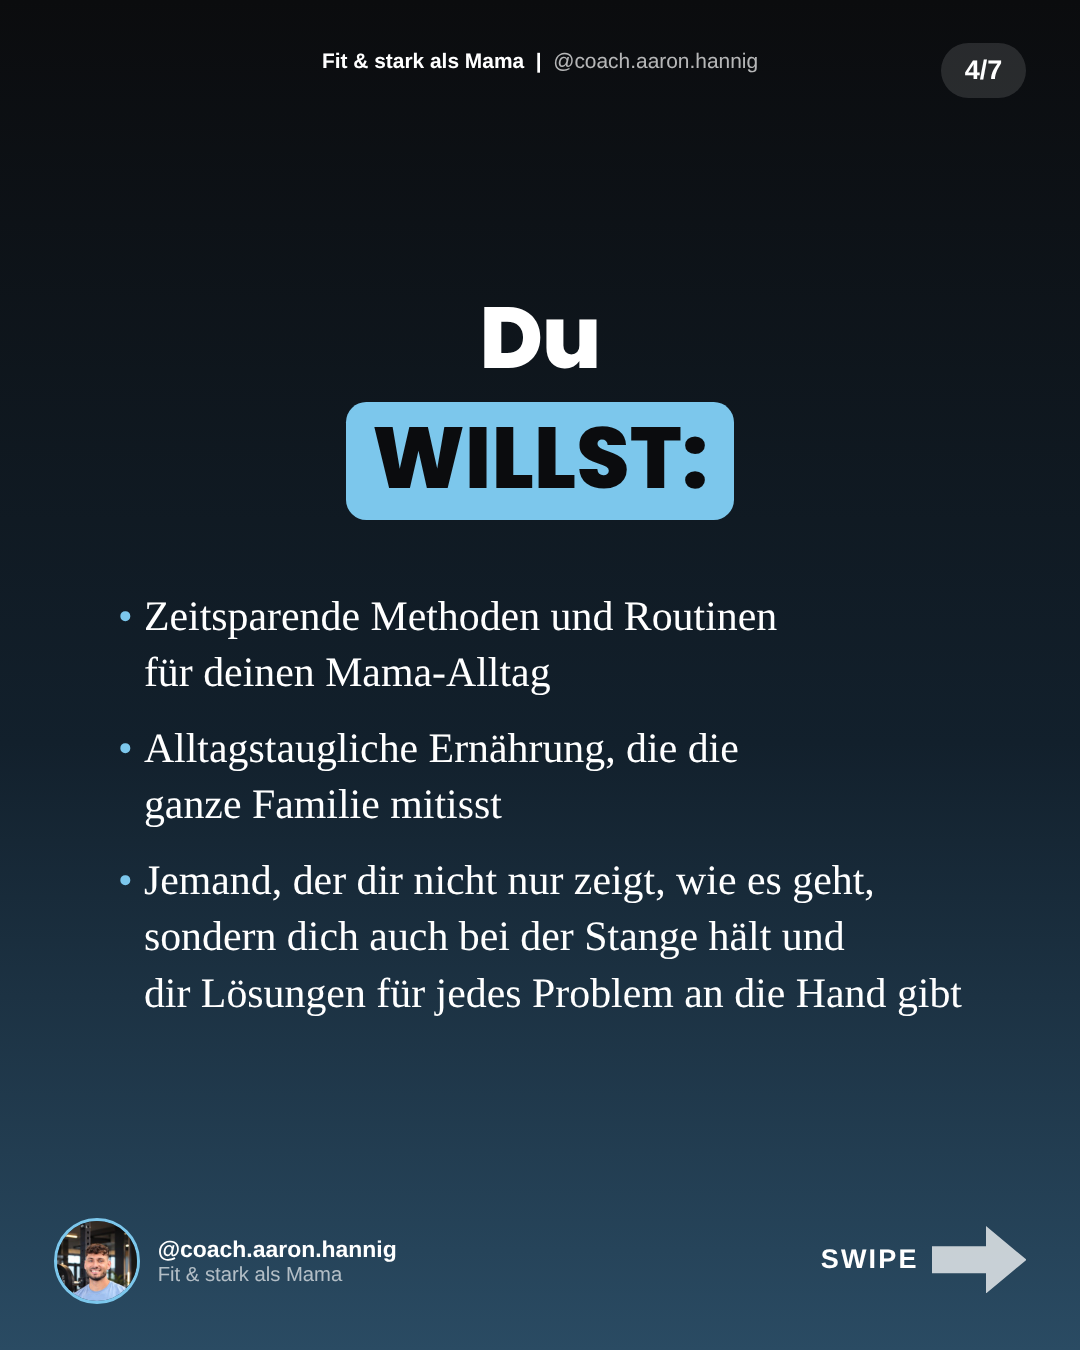 Fit & stark als Mama | @coach.aaron.hannig
4/7
Du
WILLST:
• Zeitsparende Methoden und Routinen
für deinen Mama-Alltag
• Alltagstaugliche Ernährung, die die
ganze Familie mitisst
• Jemand, der dir nicht nur zeigt, wie es geht,
sondern dich auch bei der Stange hält und
dir Lösungen für jedes Problem an die Hand gibt
@coach.aaron.hannig
Fit & stark als Mama
SWIPE